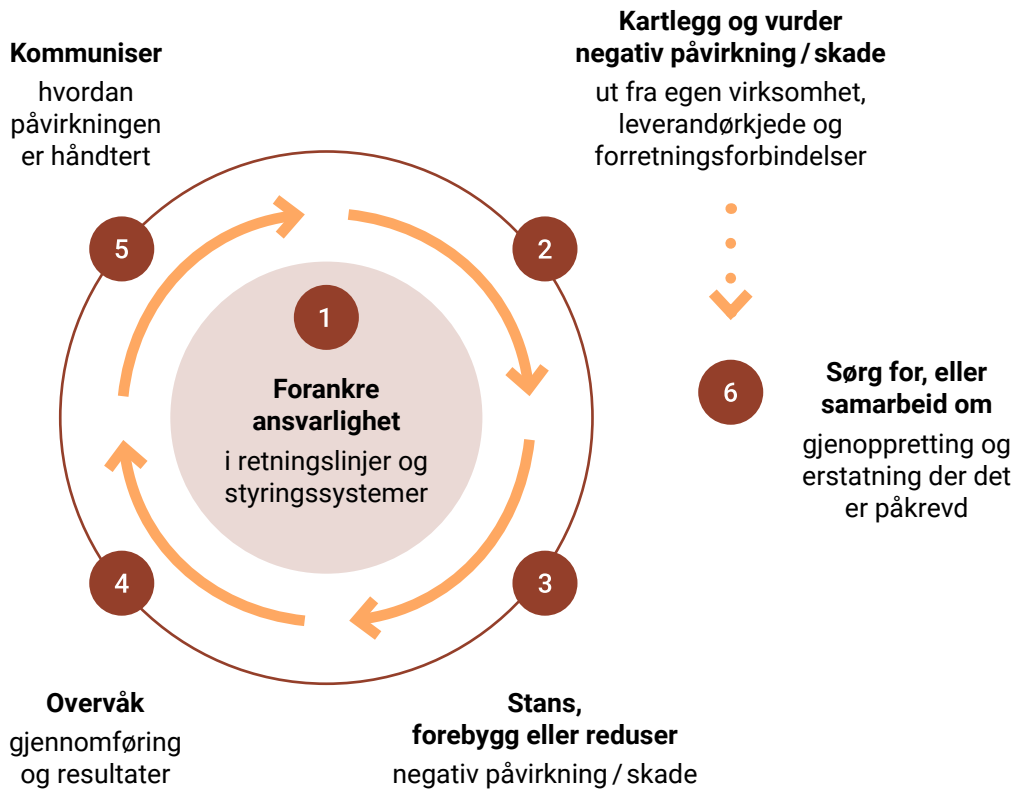 Kommuniser
hvordan
påvirkningen
er håndtert
Kartlegg og vurder
negativ påvirkning / skade
ut fra egen virksomhet,
leverandørkjede og
forretningsforbindelser
5
2
1
Forankre
ansvarlighet
i retningslinjer og
styringssystemer
6
Sørg for, eller
samarbeid om
gjenoppretting og
erstatning der det
er påkrevd
4
3
Overvåk
gjennomføring
og resultater
Stans,
forebygg eller reduser
negativ påvirkning / skade